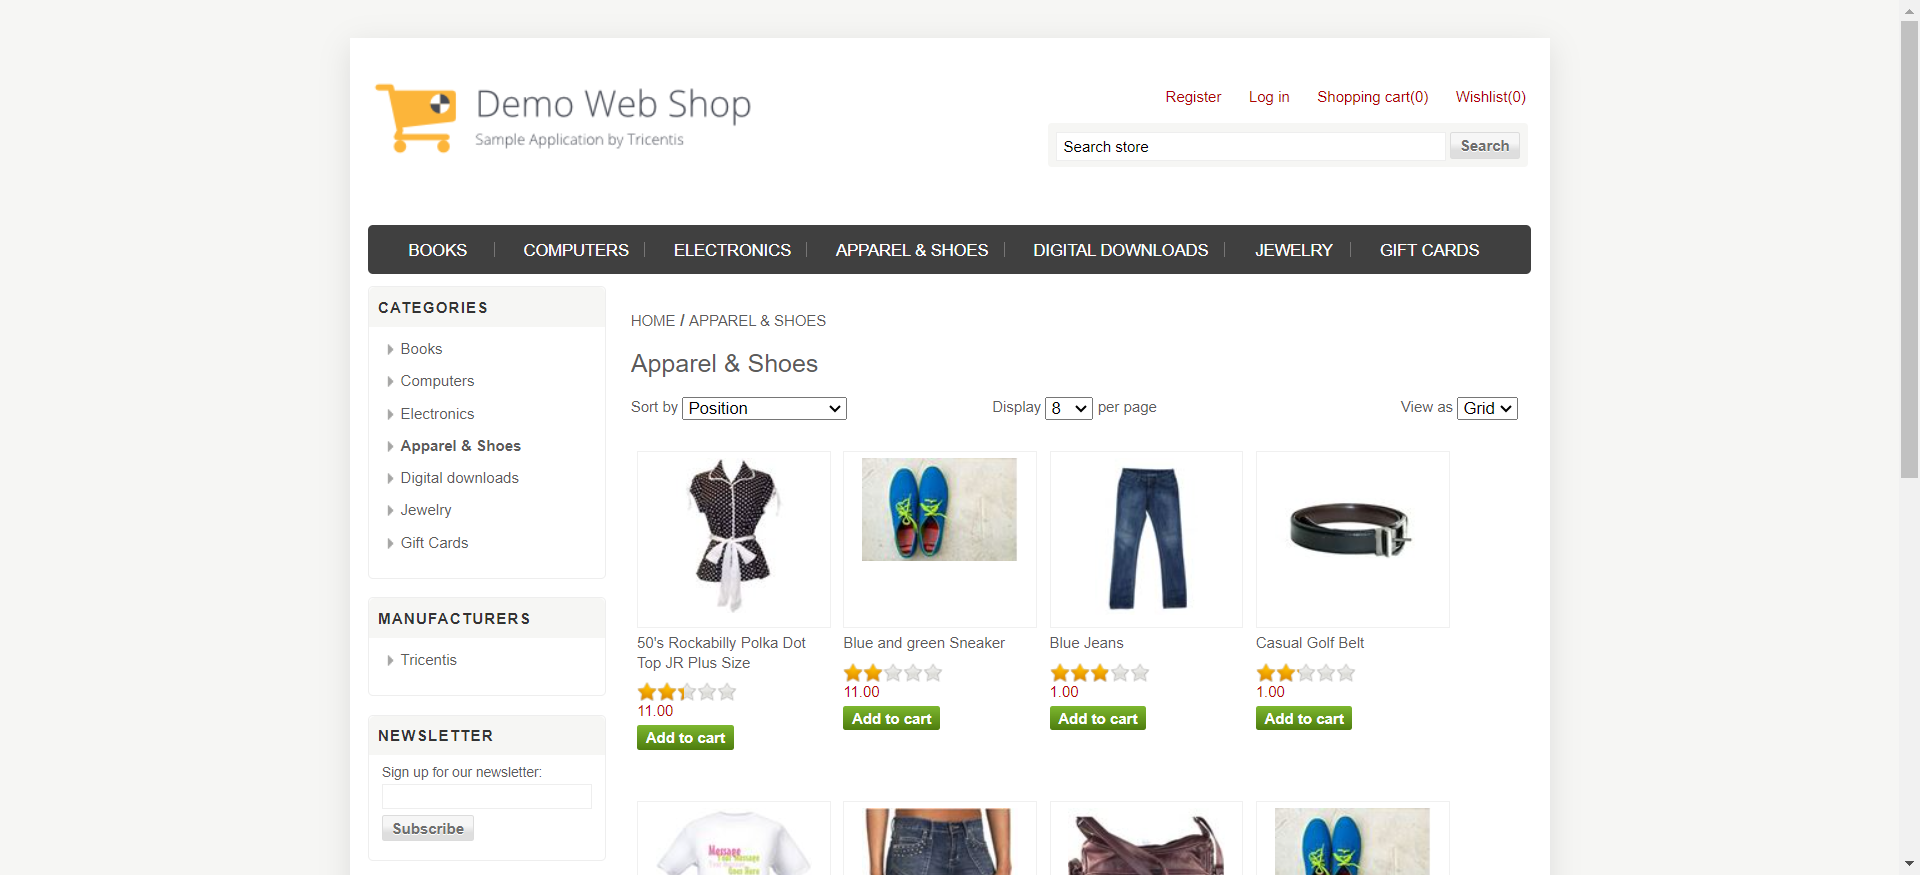 Demo Web Shop
Sample Application by Tricentis
Register Log in Shopping cart(0) Wishlist(0)
Search store Search
BOOKS COMPUTERS ELECTRONICS APPAREL & SHOES DIGITAL DOWNLOADS JEWELRY GIFT CARDS
CATEGORIES
Books
Computers
Electronics
Apparel & Shoes
Digital downloads
Jewelry
Gift Cards
MANUFACTURERS
Tricentis
NEWSLETTER
Sign up for our newsletter:
Subscribe
HOME / APPAREL & SHOES
Apparel & Shoes
Sort by Position Display 8 per page View as Grid
50's Rockabilly Polka Dot
Top JR Plus Size
11.00
Add to cart
Blue and green Sneaker
11.00
Add to cart
Blue Jeans
1.00
Add to cart
Casual Golf Belt
1.00
Add to cart
Message
Your Message
Goes Here